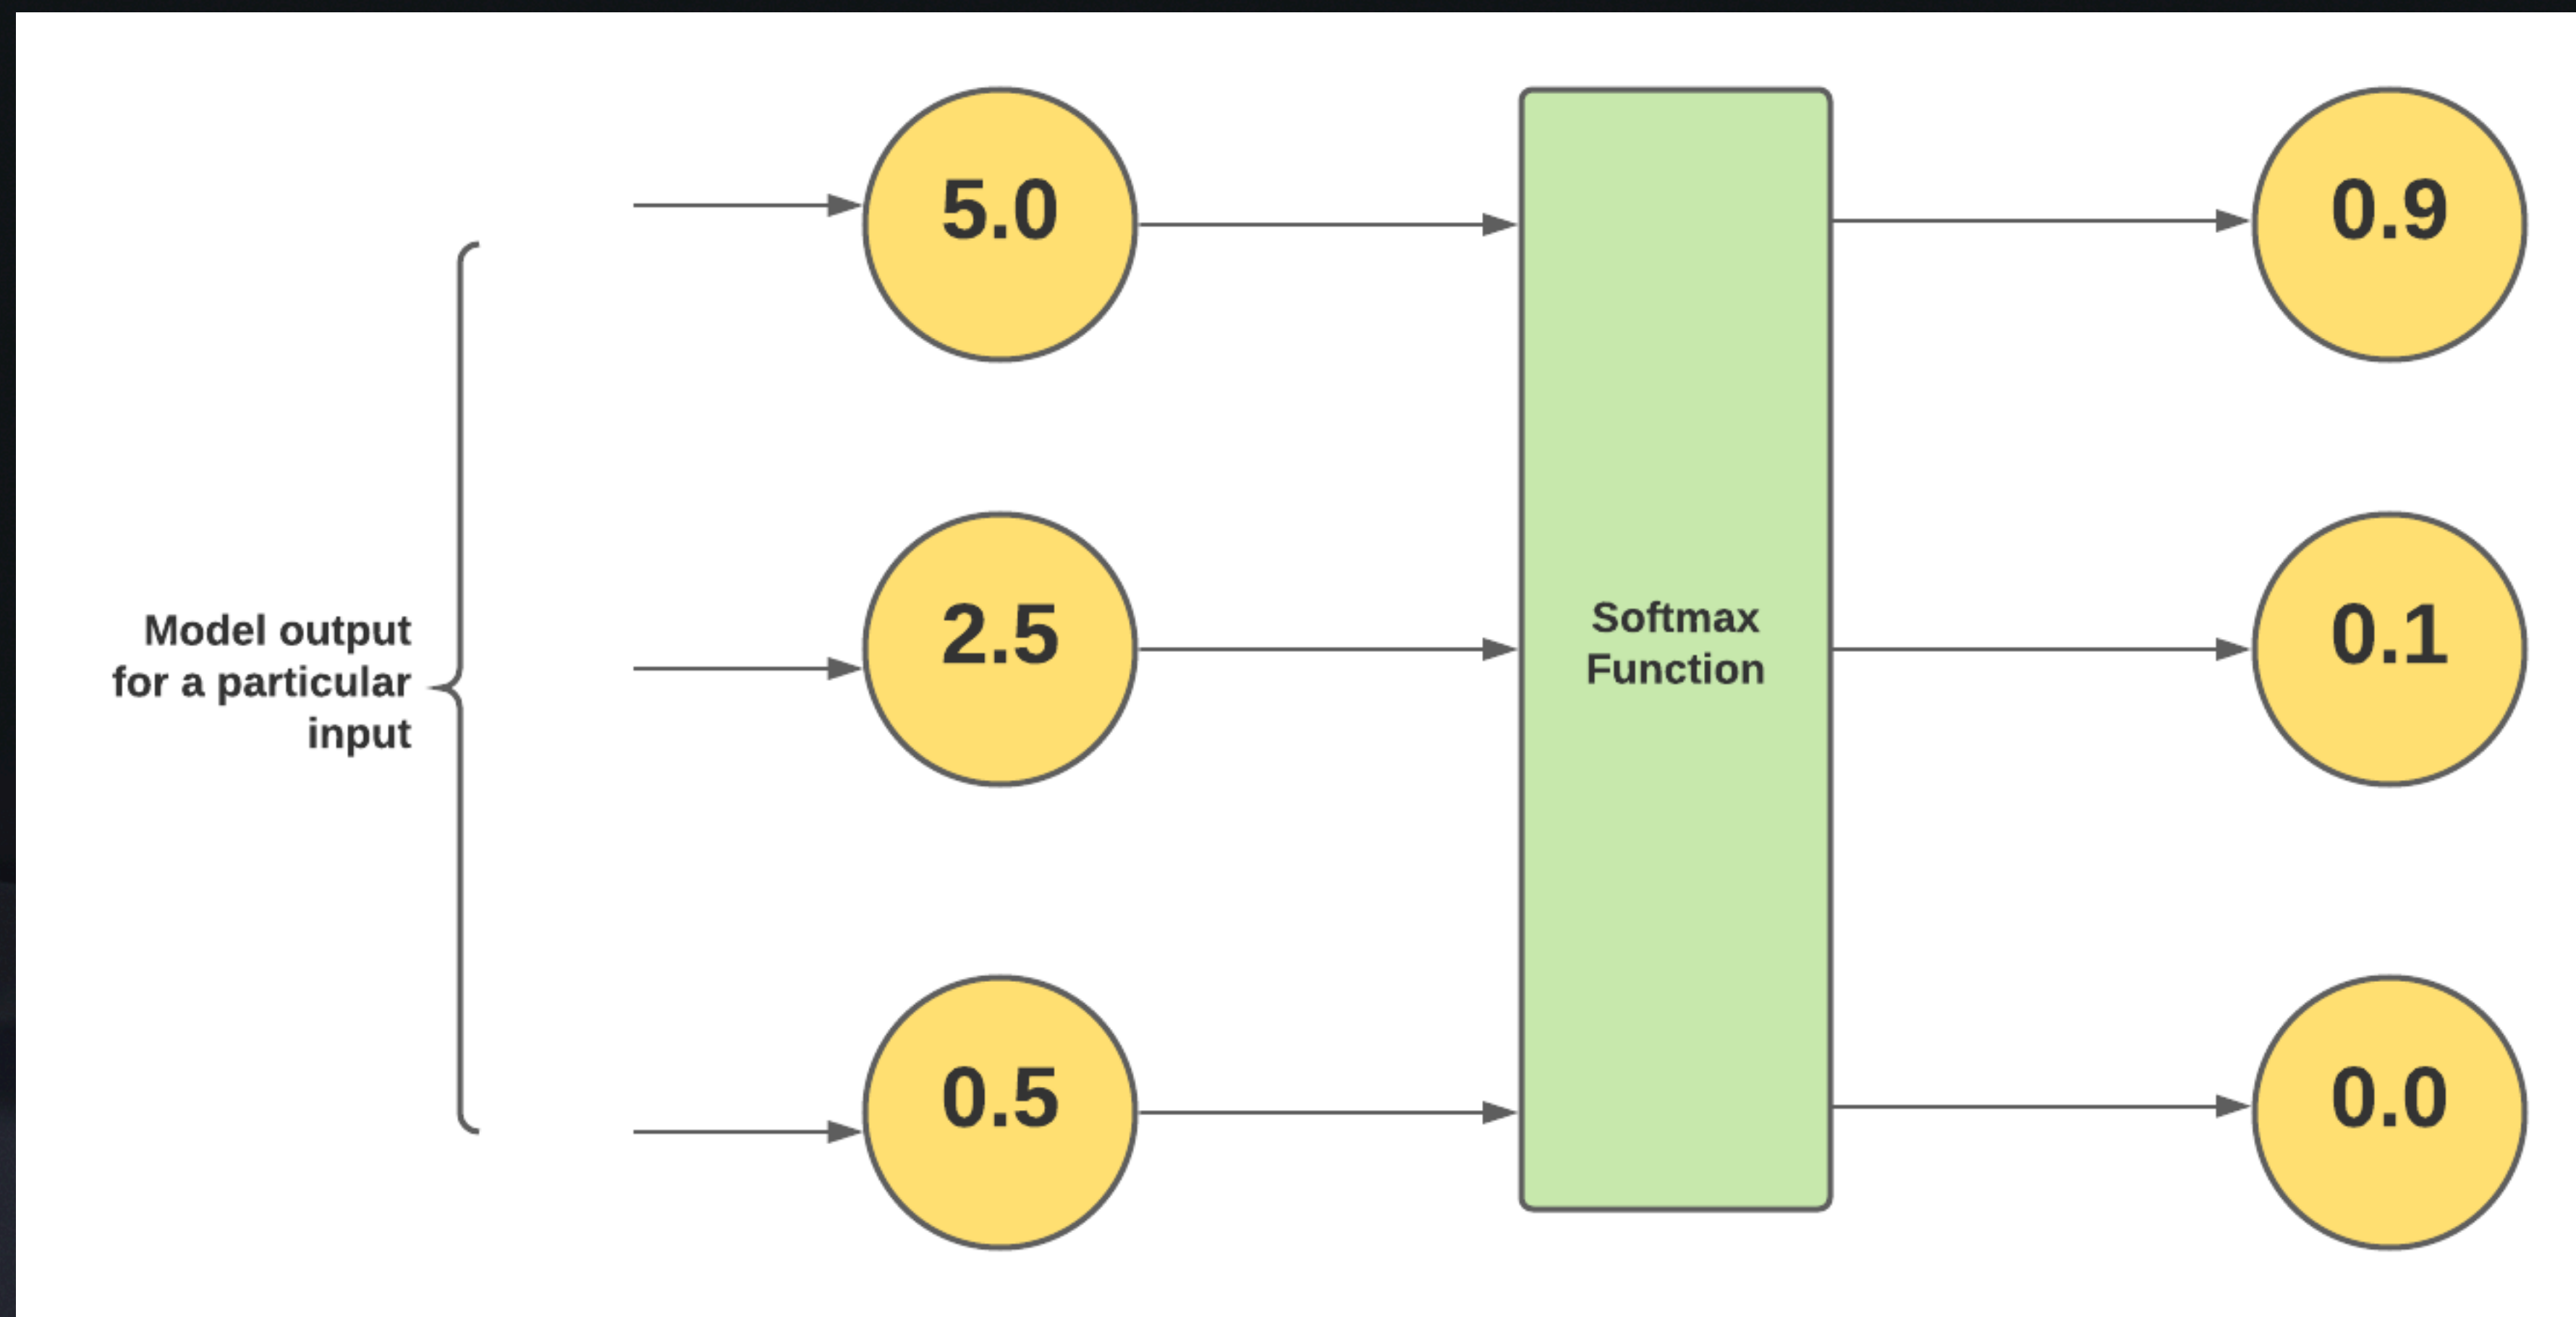 5.0
0.9
Model output
for a particular
input
2.5
Softmax
Function
0.1
0.5
0.0